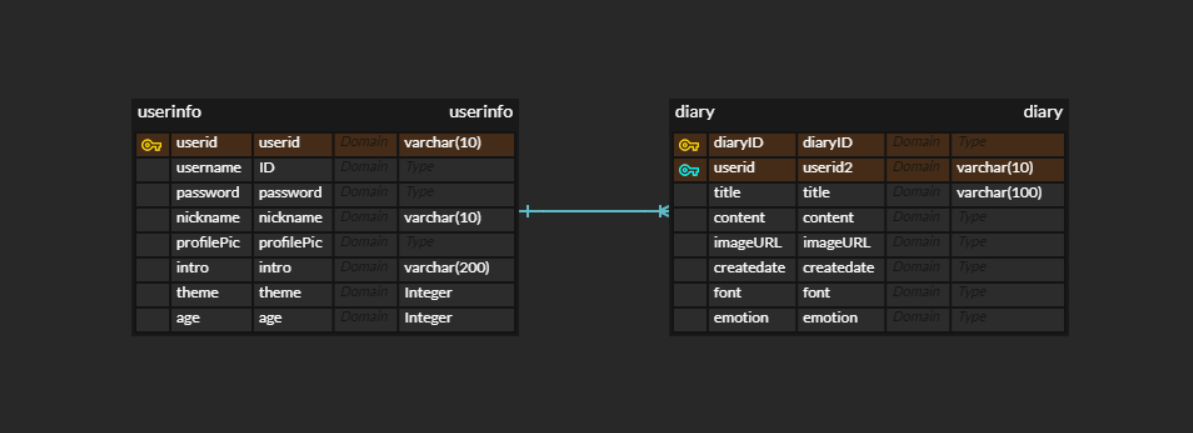 userinfo userinfo
userid userid Domain varchar(10)
username ID Domain Type
password password Domain Type
nickname nickname Domain varchar(10)
profilePic profilePic Domain Type
intro intro Domain varchar(200)
theme theme Domain Integer
age age Domain Integer
diary diary
diaryID diaryID Domain Type
userid userid2 Domain varchar(10)
title title Domain varchar(100)
content content Domain Type
imageURL imageURL Domain Type
createdate createdate Domain Type
font font Domain Type
emotion emotion Domain Type